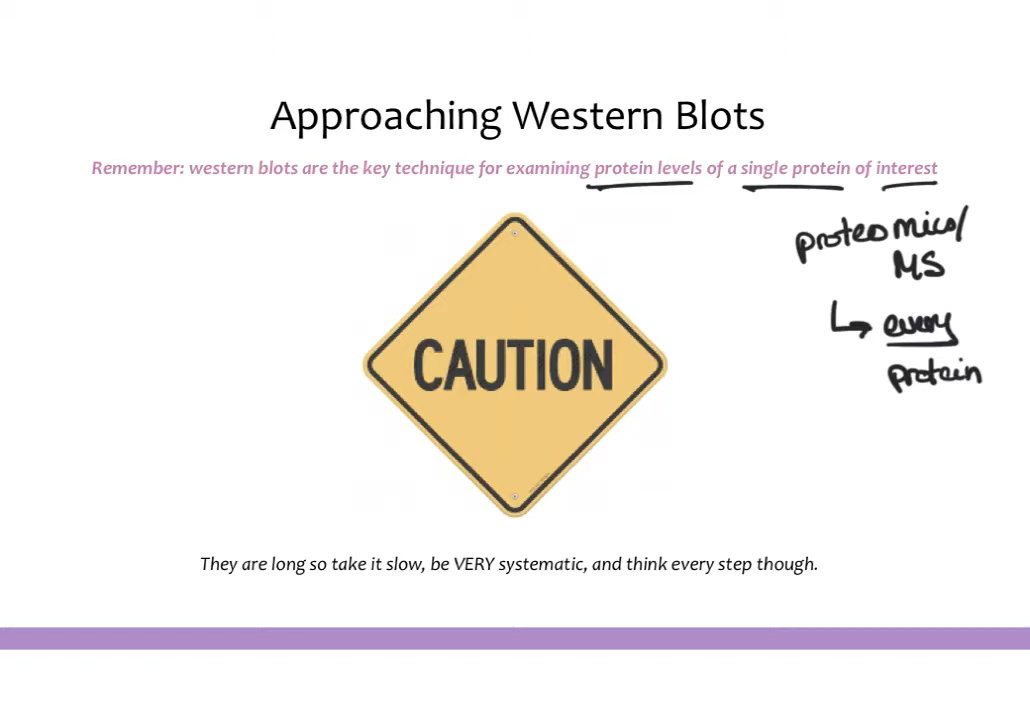 Approaching Western Blots
Remember: western blots are the key technique for examining protein levels of a single protein of interest
proteomics/
MS
↳ every
protein
CAUTION
They are long so take it slow, be VERY systematic, and think every step though.